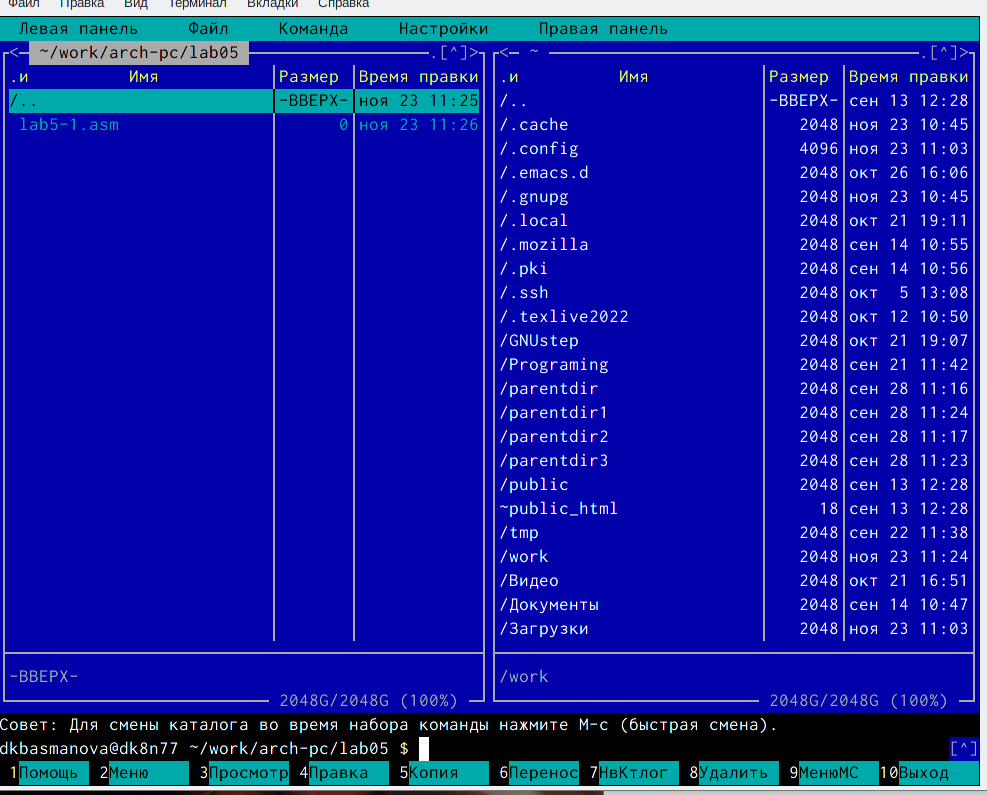 Файл Правка Вид Терминал Вкладки Справка
Левая панель Файл Команда Настройки Правая панель
<─ ~/work/arch-pc/lab05 ─.[^]> <─ ~ ─.[^]>
.и Имя Размер Время правки .и Имя Размер Время правки
/.. -ВВЕРХ- ноя 23 11:25 /.. -ВВЕРХ- сен 13 12:28
lab5-1.asm 0 ноя 23 11:26 /.cache 2048 ноя 23 10:45
/.config 4096 ноя 23 11:03
/.emacs.d 2048 окт 26 16:06
/.gnupg 2048 ноя 23 10:45
/.local 2048 окт 21 19:11
/.mozilla 2048 сен 14 10:55
/.pki 2048 сен 14 10:56
/.ssh 2048 окт 5 13:08
/.texlive2022 2048 окт 12 10:50
/GNUstep 2048 окт 21 19:07
/Programing 2048 сен 21 11:42
/parentdir 2048 сен 28 11:16
/parentdir1 2048 сен 28 11:24
/parentdir2 2048 сен 28 11:17
/parentdir3 2048 сен 28 11:23
/public 2048 сен 13 12:28
~public_html 18 сен 13 12:28
/tmp 2048 сен 22 11:38
/work 2048 ноя 23 11:24
/Видео 2048 окт 21 16:51
/Документы 2048 сен 14 10:47
/Загрузки 2048 ноя 23 11:03
-ВВЕРХ- /work
2048G/2048G (100%) 2048G/2048G (100%)
Совет: Для смены каталога во время набора команды нажмите M-c (быстрая смена).
dkbasmanova@dk8n77 ~/work/arch-pc/lab05 $ [^]
1Помощь 2Меню 3Просмотр 4Правка 5Копия 6Перенос 7НвКтлог 8Удалить 9МенюМС 10Выход